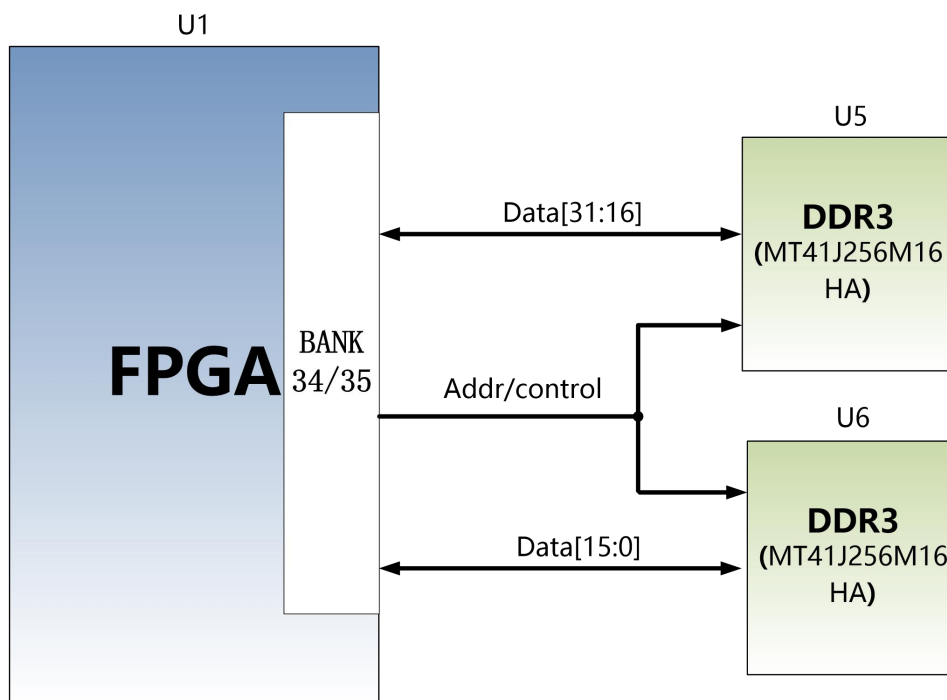 U1
U5
Data[31:16]
DDR3
(MT41J256M16
HA)
FPGA
BANK
34/35
Addr/control
U6
Data[15:0]
DDR3
(MT41J256M16
HA)